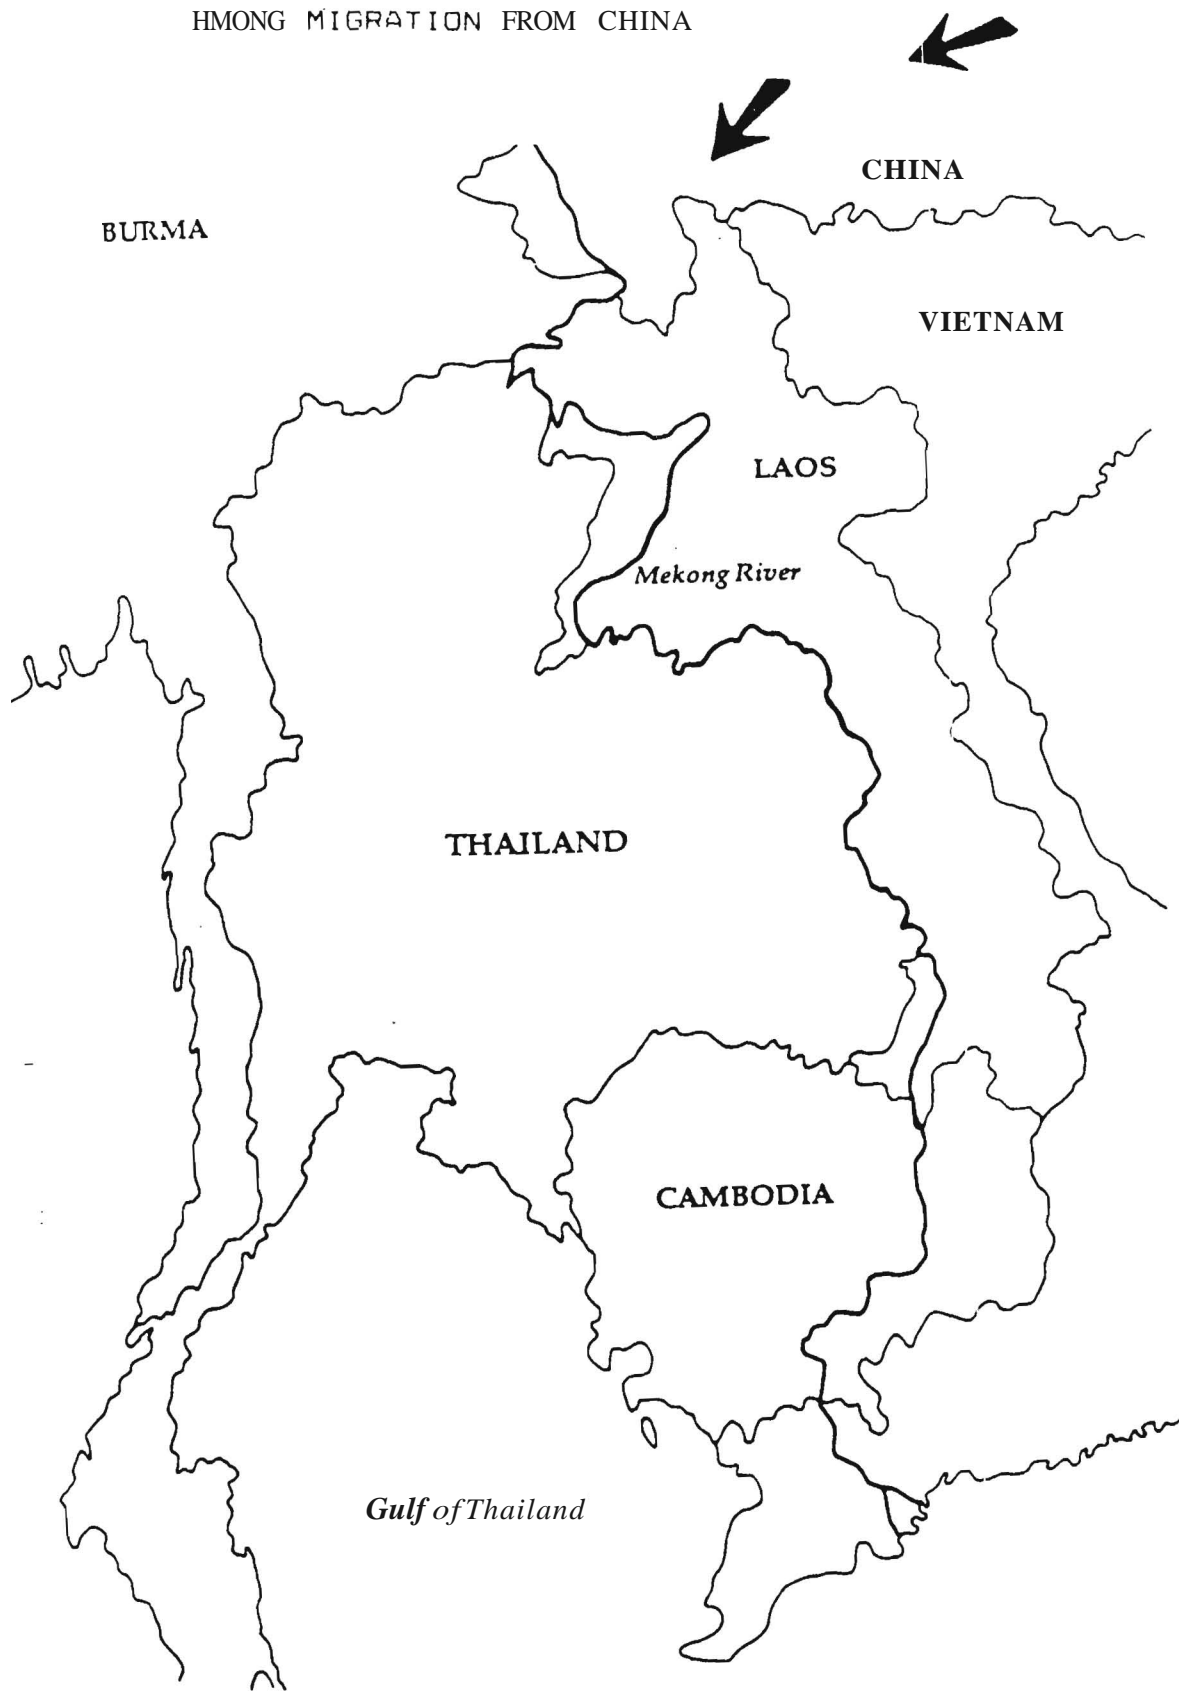 HMONG MIGRATION FROM CHINA
CHINA
BURMA
VIETNAM
LAOS
Mekong River
THAILAND
CAMBODIA
Gulf of Thailand